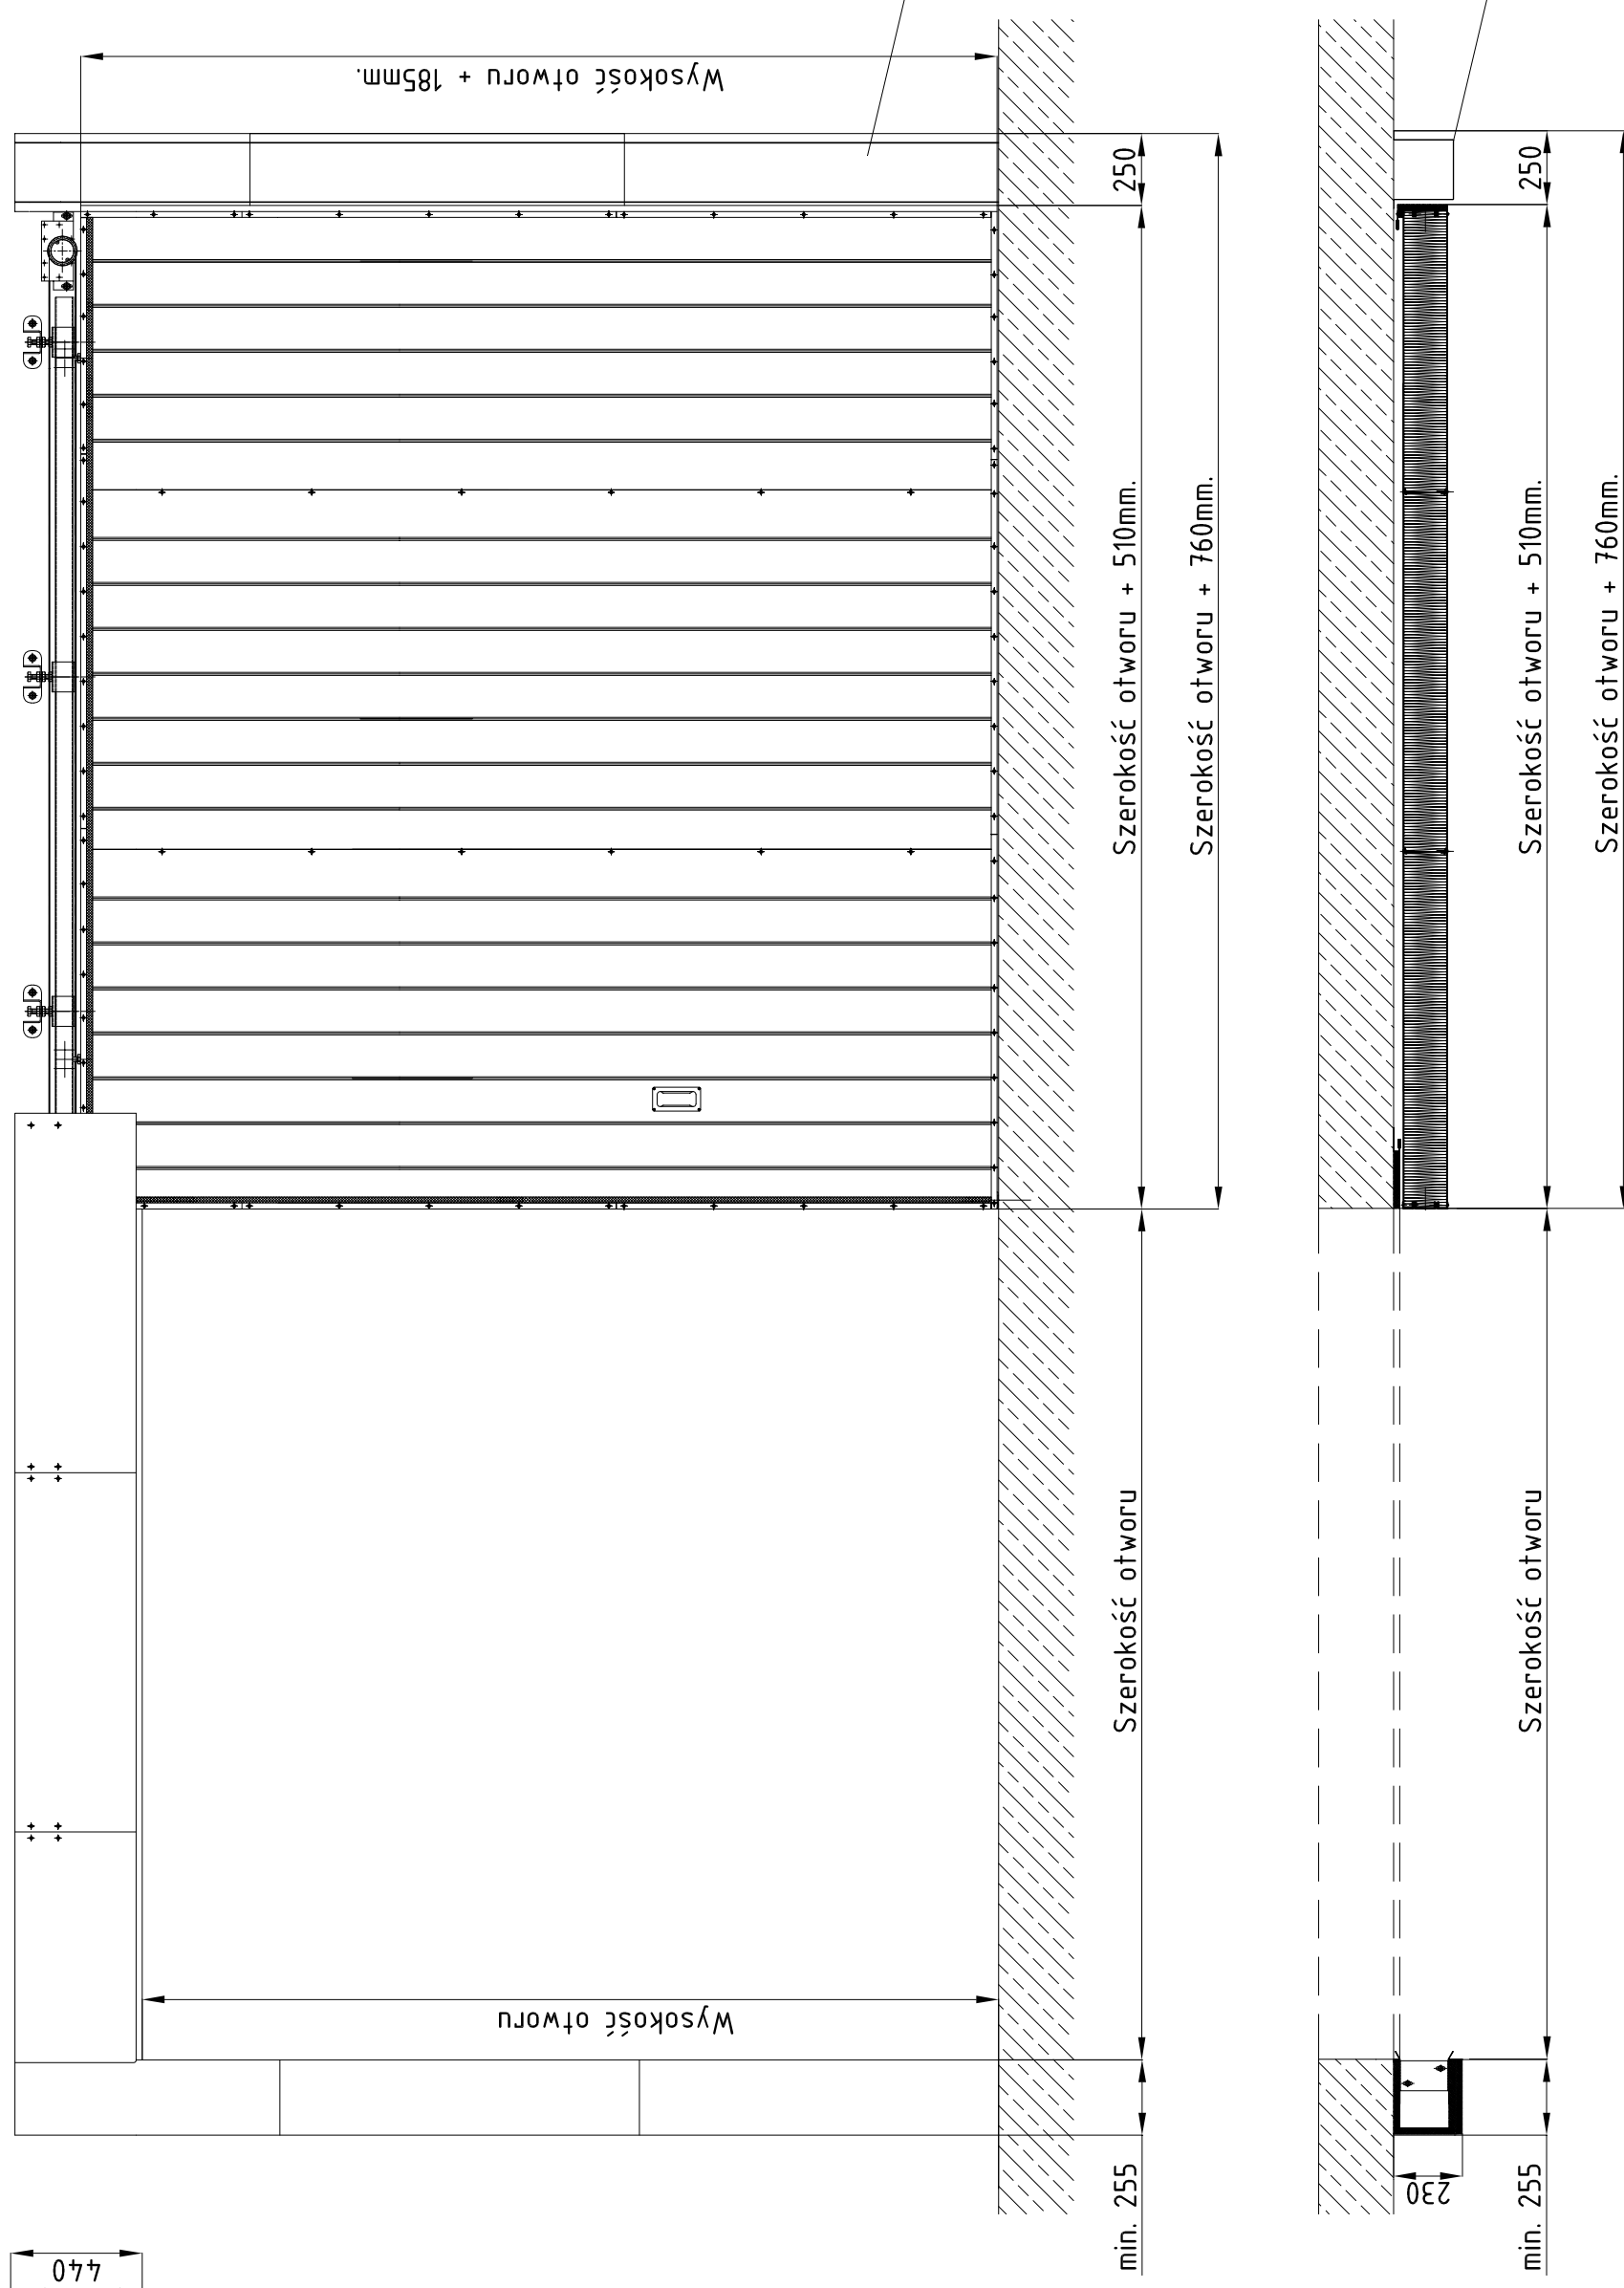 Wysokość otworu + 185mm.
250
Szerokość otworu + 510mm.
Szerokość otworu + 760mm.
Szerokość otworu
Wysokość otworu
min. 255
440
250
Szerokość otworu + 510mm.
Szerokość otworu + 760mm.
Szerokość otworu
230
min. 255